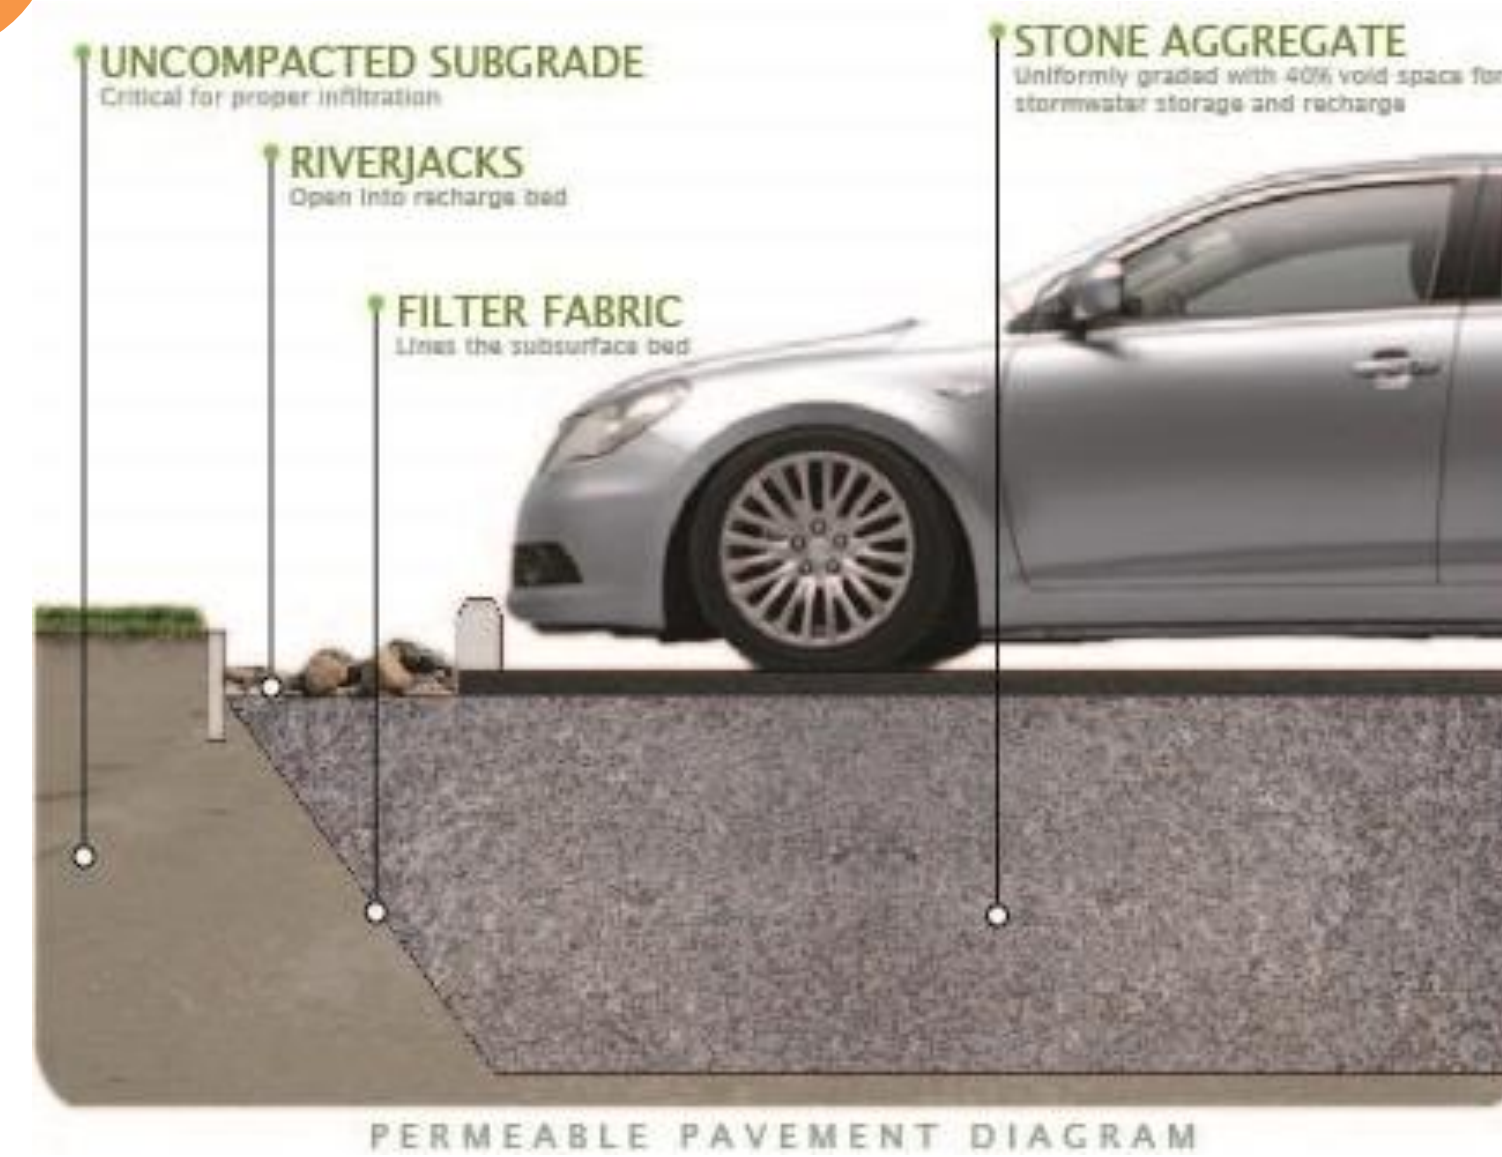 UNCOMPACTED SUBGRADE
Critical for proper infiltration
RIVERJACKS
Open into recharge bed
FILTER FABRIC
Lines the subsurface bed
STONE AGGREGATE
Uniformly graded with 40% void space for
stormwater storage and recharge
PERMEABLE PAVEMENT DIAGRAM